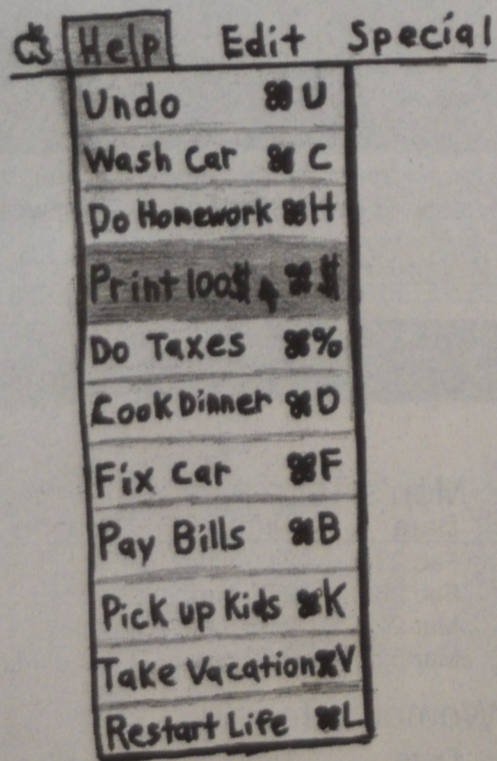 Help Edit Special
Undo ⌘ U
Wash Car ⌘ C
Do Homework ⌘H
Print 100$ ⌘ $
Do Taxes ⌘%
Cook Dinner ⌘D
Fix Car ⌘F
Pay Bills ⌘B
Pick up Kids ⌘K
Take Vacation⌘V
Restart Life ⌘L